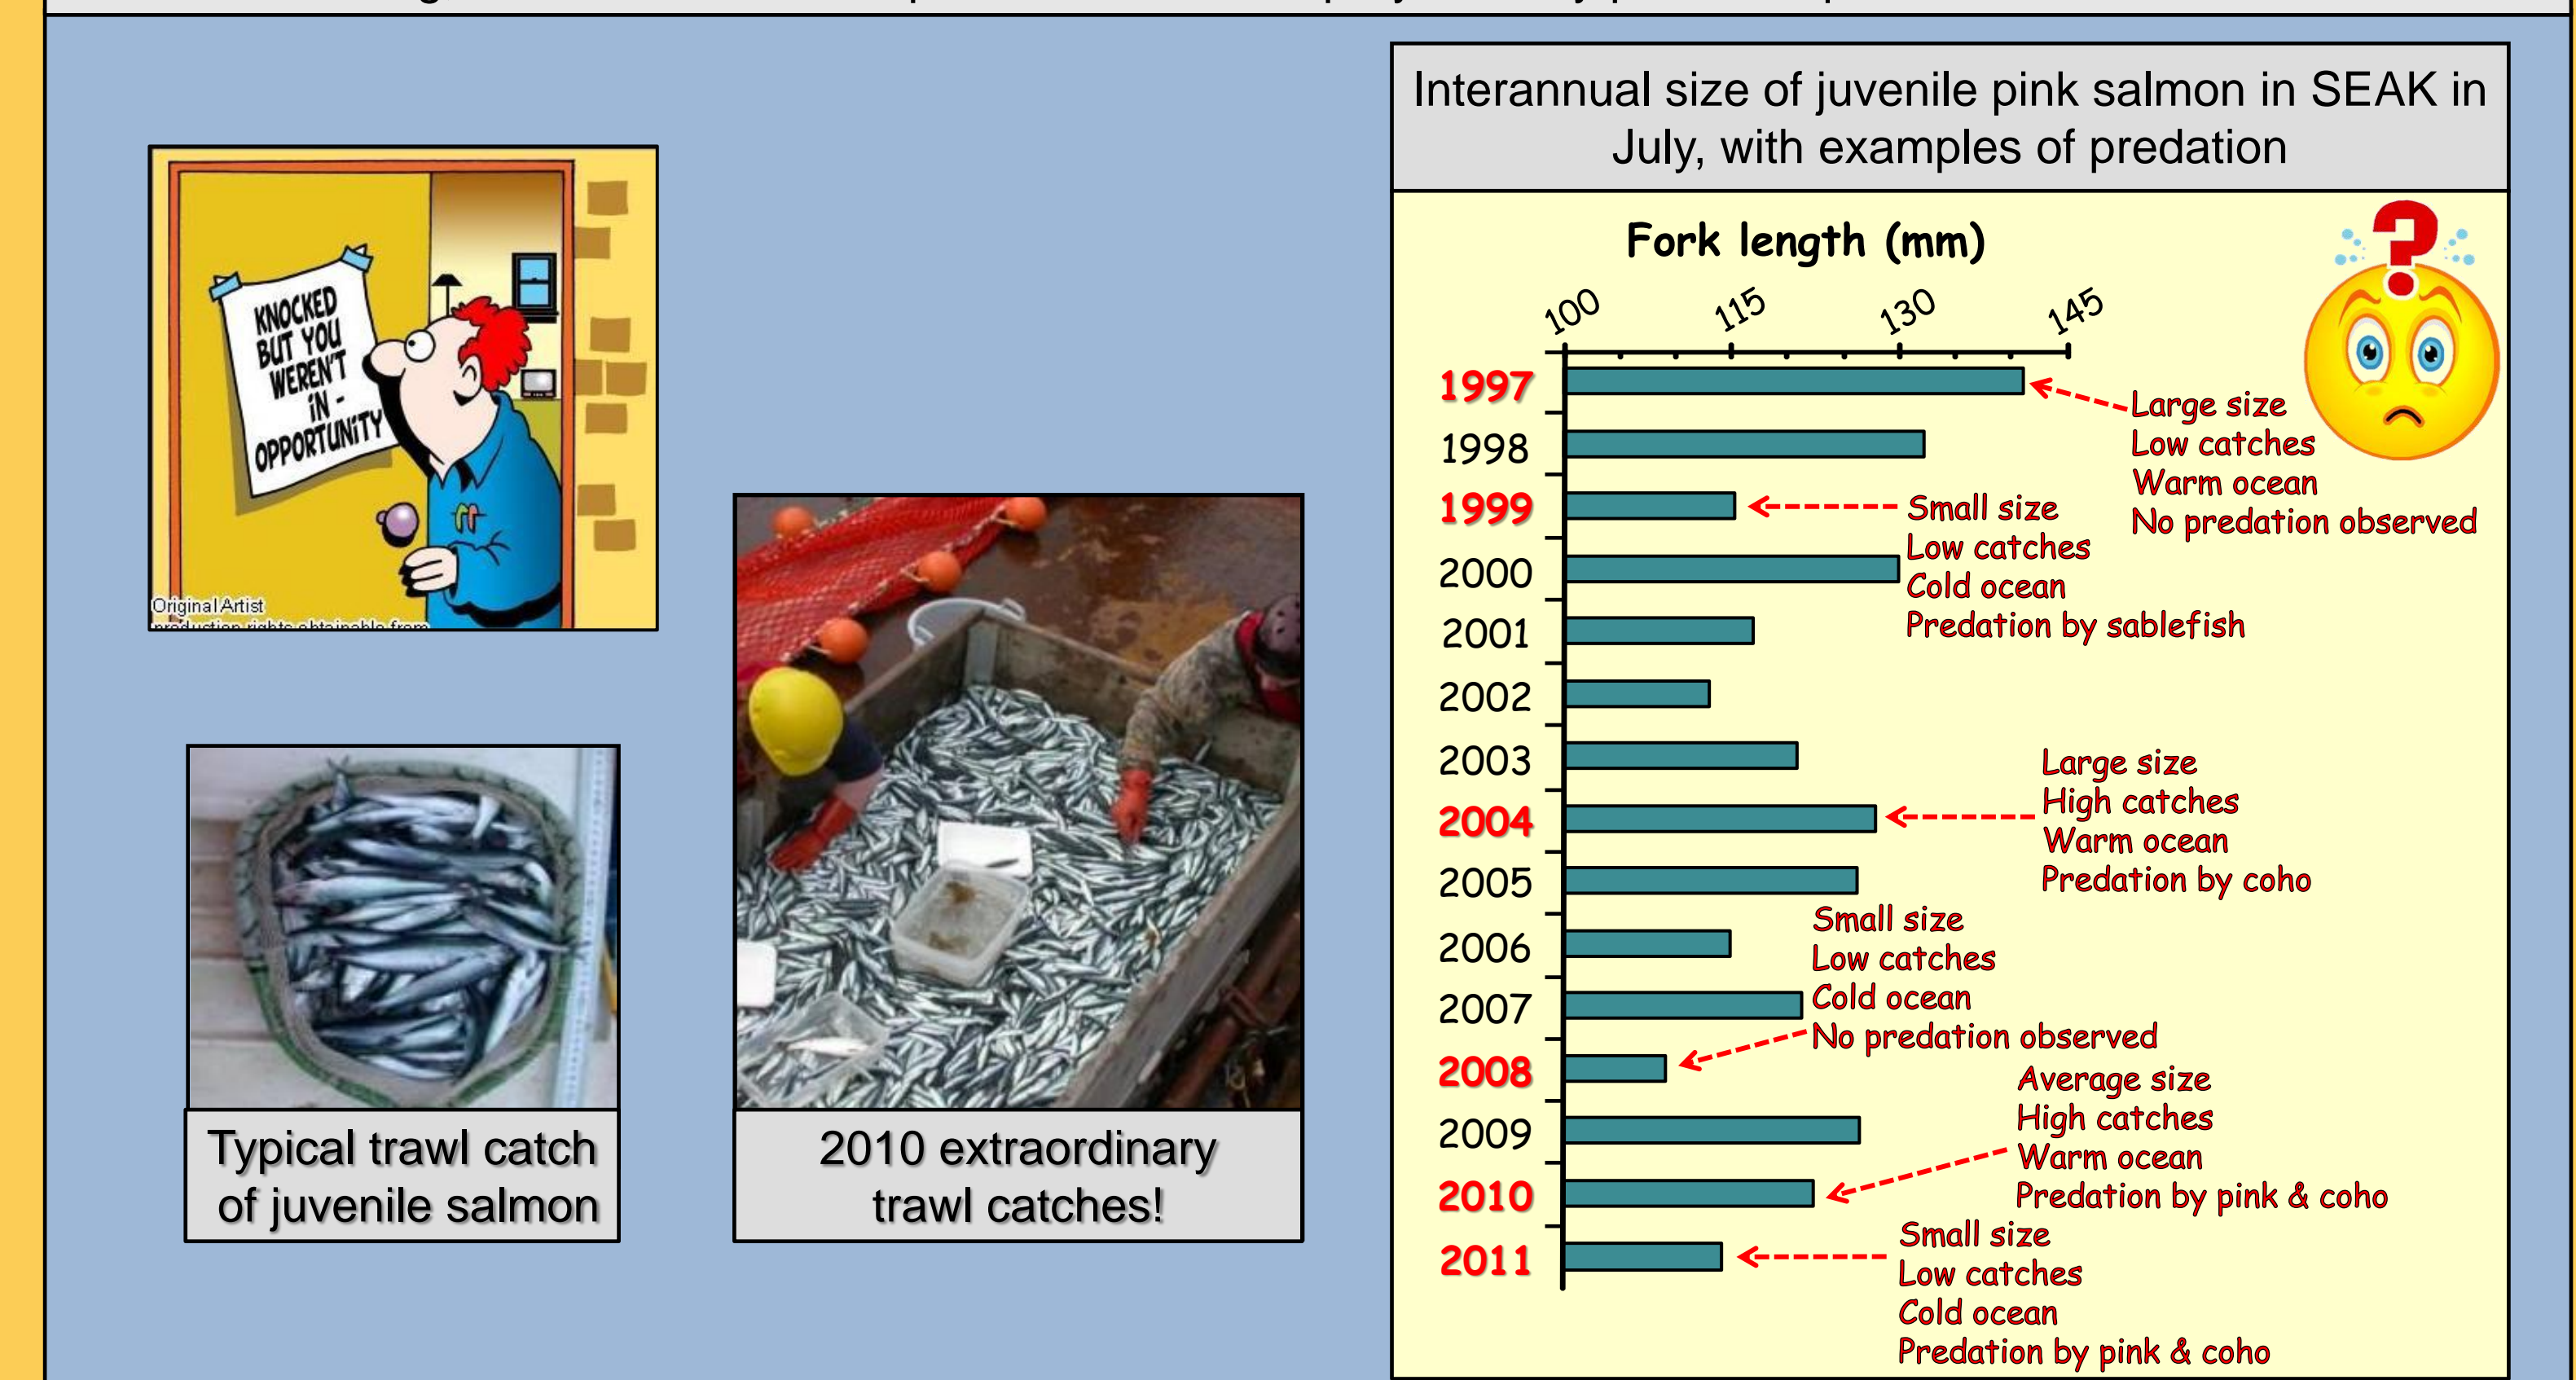 KNOCKED
BUT YOU
WEREN'T
iN -
OPPORTUNiTY
Original Artist
Typical trawl catch
of juvenile salmon
2010 extraordinary
trawl catches!
Interannual size of juvenile pink salmon in SEAK in
July, with examples of predation
Fork length (mm)
100 115 130 145
1997
1998
1999
2000
2001
2002
2003
2004
2005
2006
2007
2008
2009
2010
2011
Large size
Low catches
Warm ocean
No predation observed
Small size
Low catches
Cold ocean
Predation by sablefish
Large size
High catches
Warm ocean
Predation by coho
Small size
Low catches
Cold ocean
No predation observed
Average size
High catches
Warm ocean
Predation by pink & coho
Small size
Low catches
Cold ocean
Predation by pink & coho
?